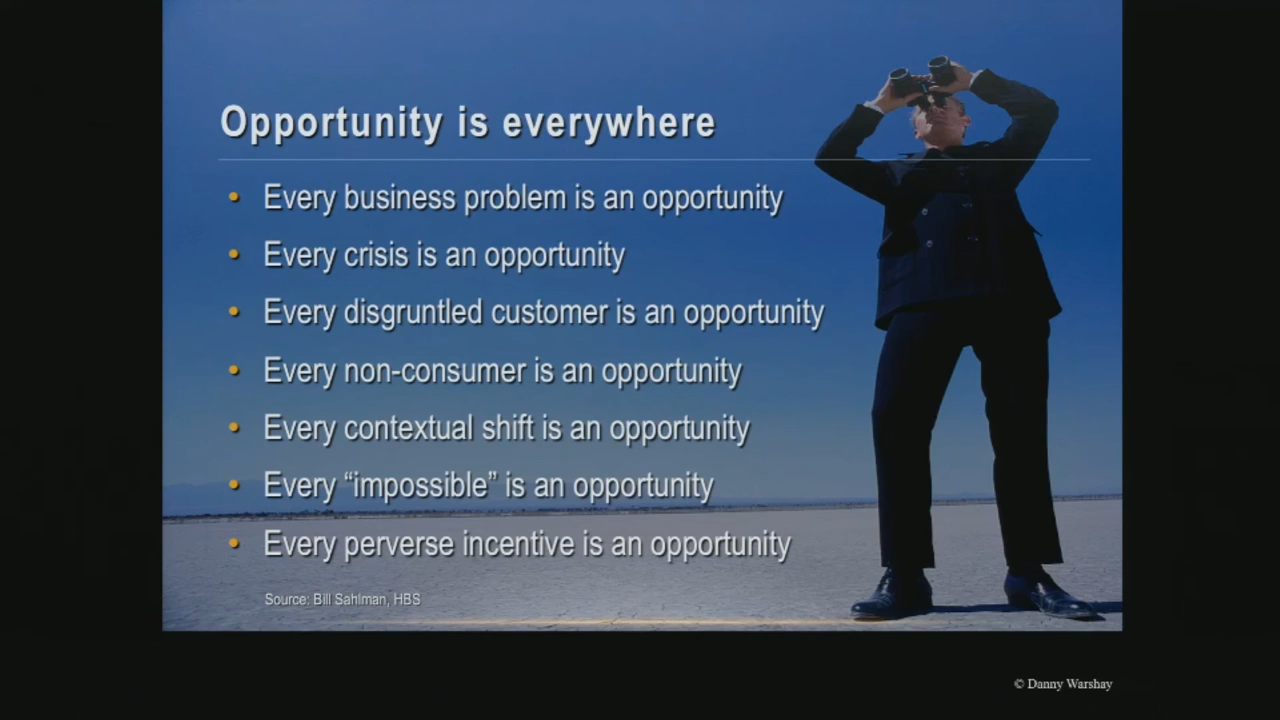 Opportunity is everywhere
• Every business problem is an opportunity
• Every crisis is an opportunity
• Every disgruntled customer is an opportunity
• Every non-consumer is an opportunity
• Every contextual shift is an opportunity
• Every “impossible” is an opportunity
• Every perverse incentive is an opportunity
Source: Bill Sahlman, HBS
© Danny Warshay